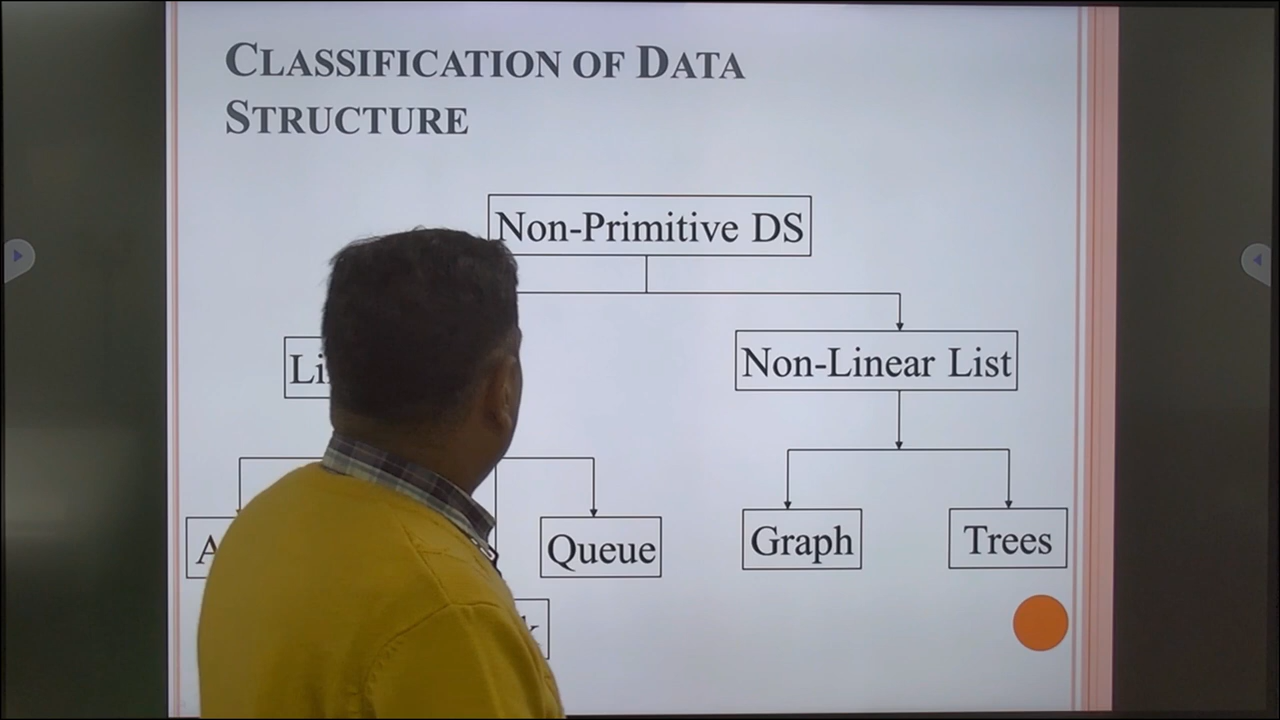 CLASSIFICATION OF DATA
STRUCTURE
Non-Primitive DS
Non-Linear List
Queue
Graph
Trees